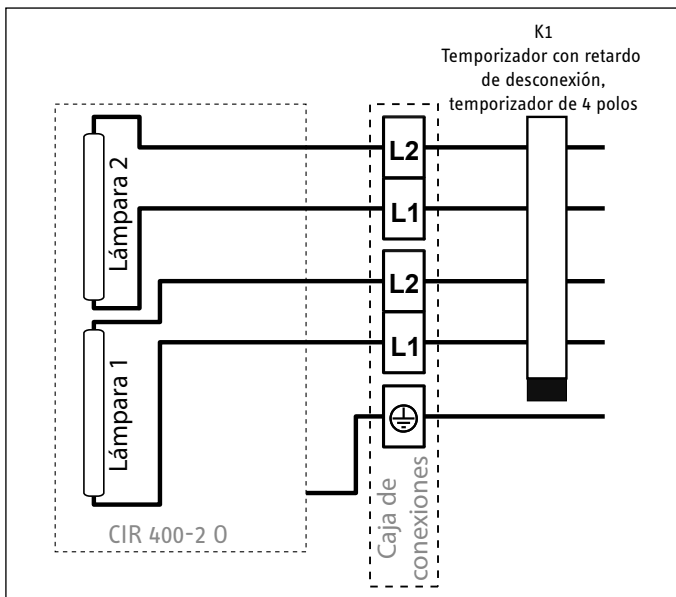 K1
Temporizador con retardo
de desconexión,
temporizador de 4 polos
Lámpara 2
L2
L1
L2
L1
Lámpara 1
Caja de
conexiones
CIR 400-2 O